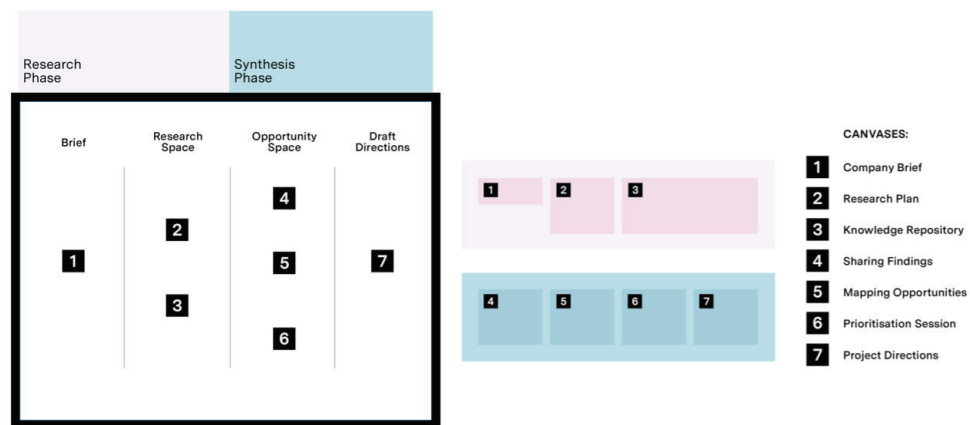 Research
Phase
Synthesis
Phase
Brief
Research
Space
Opportunity
Space
Draft
Directions
1
2
3
4
5
6
7
1
2
3
4
5
6
7
CANVASES:
1 Company Brief
2 Research Plan
3 Knowledge Repository
4 Sharing Findings
5 Mapping Opportunities
6 Prioritisation Session
7 Project Directions